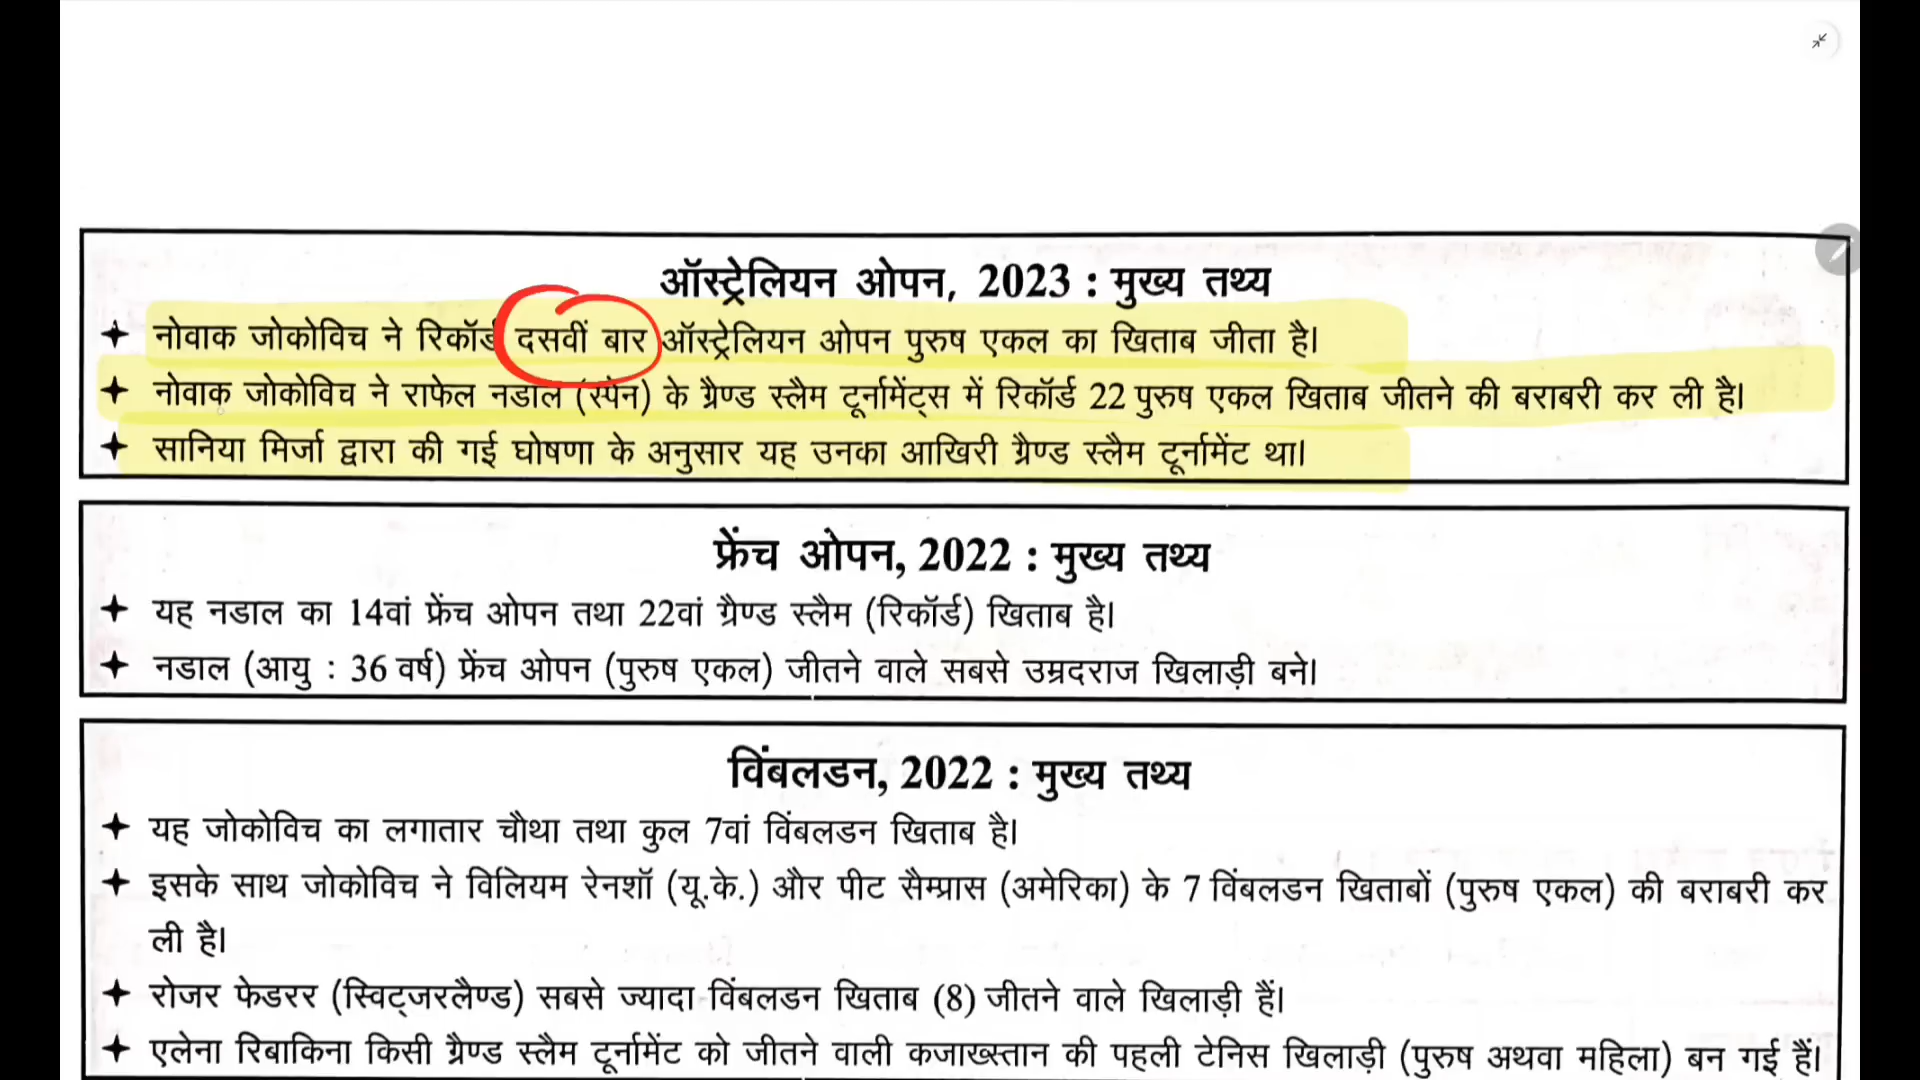 ऑस्ट्रेलियन ओपन, 2023 : मुख्य तथ्य
✦ नोवाक जोकोविच ने रिकॉर्ड दसवीं बार ऑस्ट्रेलियन ओपन पुरुष एकल का खिताब जीता है।
✦ नोवाक जोकोविच ने राफेल नडाल (स्पेन) के ग्रैण्ड स्लैम टूर्नामेंट्स में रिकॉर्ड 22 पुरुष एकल खिताब जीतने की बराबरी कर ली है।
✦ सानिया मिर्जा द्वारा की गई घोषणा के अनुसार यह उनका आखिरी ग्रैण्ड स्लैम टूर्नामेंट था।
फ्रेंच ओपन, 2022 : मुख्य तथ्य
✦ यह नडाल का 14वां फ्रेंच ओपन तथा 22वां ग्रैण्ड स्लैम (रिकॉर्ड) खिताब है।
✦ नडाल (आयु : 36 वर्ष) फ्रेंच ओपन (पुरुष एकल) जीतने वाले सबसे उम्रदराज खिलाड़ी बने।
विंबलडन, 2022 : मुख्य तथ्य
✦ यह जोकोविच का लगातार चौथा तथा कुल 7वां विंबलडन खिताब है।
✦ इसके साथ जोकोविच ने विलियम रेनशॉ (यू.के.) और पीट सैम्प्रास (अमेरिका) के 7 विंबलडन खिताबों (पुरुष एकल) की बराबरी कर
ली है।
✦ रोजर फेडरर (स्विट्जरलैण्ड) सबसे ज्यादा विंबलडन खिताब (8) जीतने वाले खिलाड़ी हैं।
✦ एलेना रिबाकिना किसी ग्रैण्ड स्लैम टूर्नामेंट को जीतने वाली कजाख्स्तान की पहली टेनिस खिलाड़ी (पुरुष अथवा महिला) बन गई हैं।